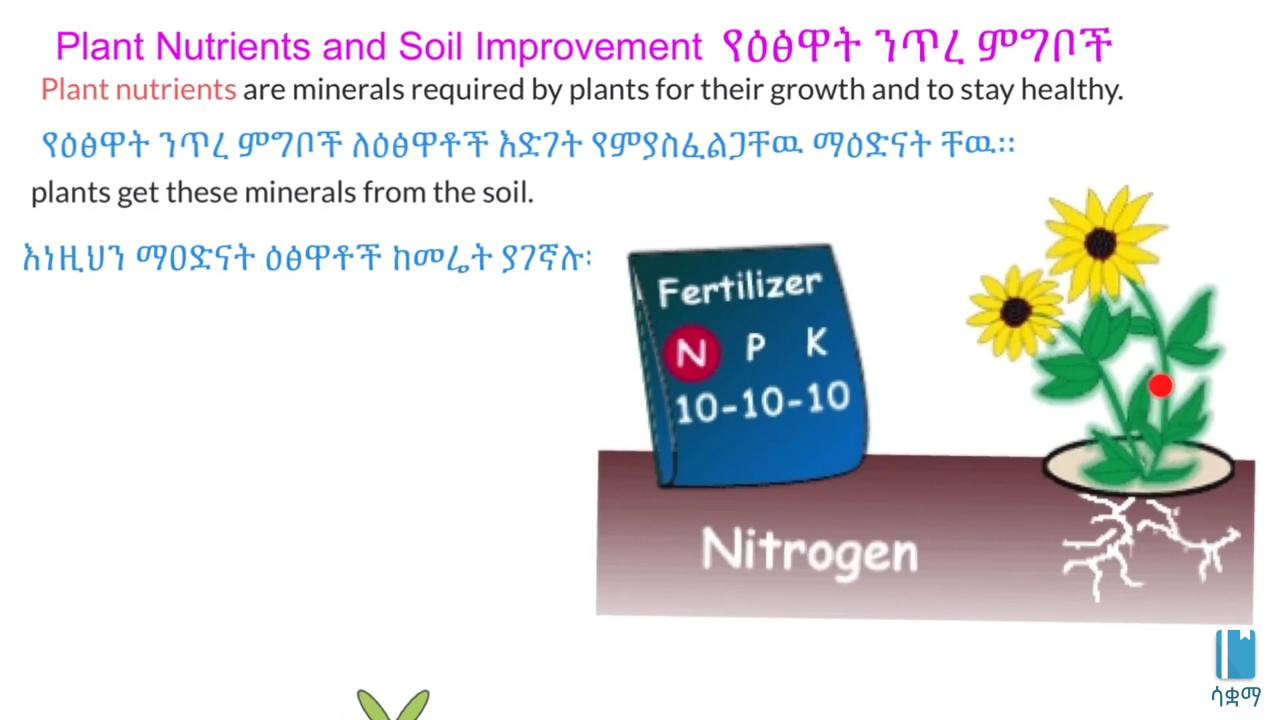 Plant Nutrients and Soil Improvement የዕፅዋት ንጥረ ምግቦች
Plant nutrients are minerals required by plants for their growth and to stay healthy.
የዕፅዋት ንጥረ ምግቦች ለዕፅዋቶች እድገት የምያስፈልጋቸዉ ማዕድናት ቸዉ፡፡
plants get these minerals from the soil.
እነዚህን ማዐድናት ዕፅዋቶች ከመሬት ያገኛሉ፡
Fertilizer
N P K
10-10-10
Nitrogen
ሳቋማ